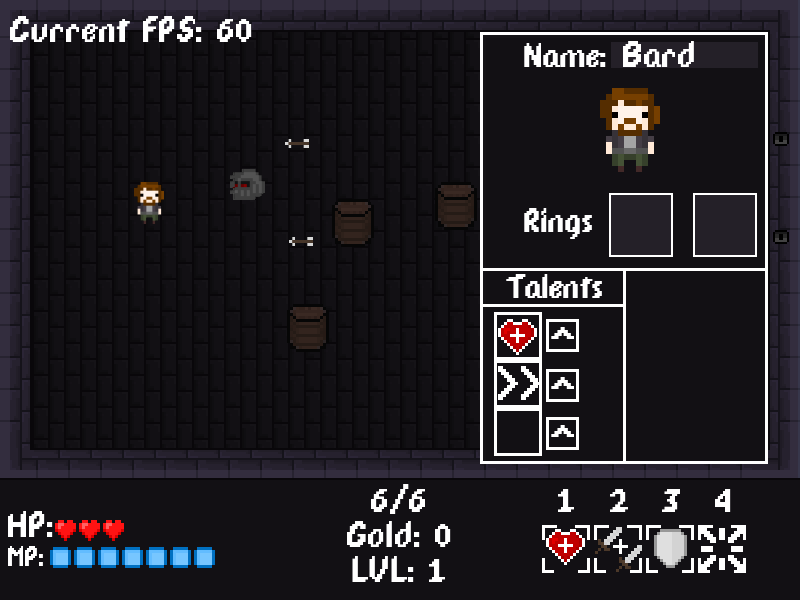 Current FPS: 60
Name: Bard
Rings
Talents
6/6
HP:
Gold: 0
MP:
LVL: 1
1 2 3 4